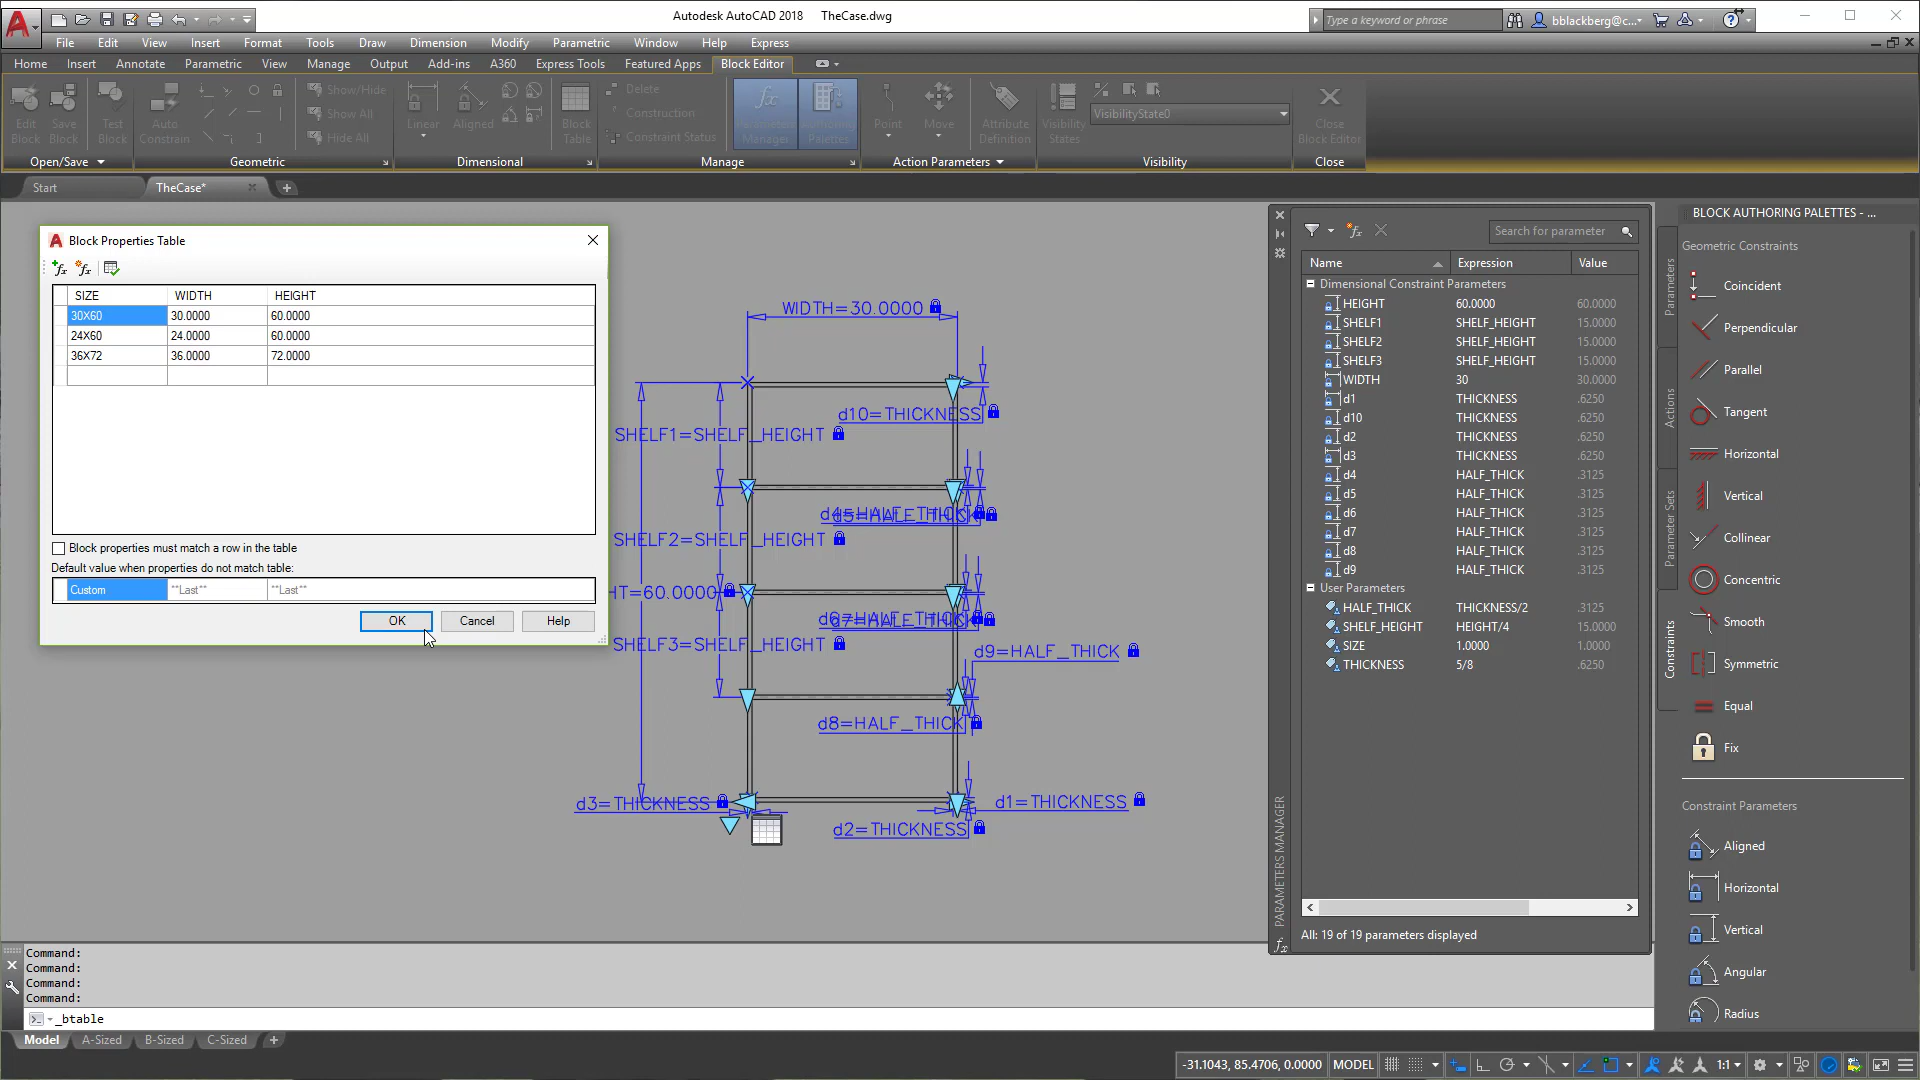 Autodesk AutoCAD 2018 TheCase.dwg
Type a keyword or phrase
bblackberg@c...
File Edit View Insert Format Tools Draw Dimension Modify Parametric Window Help Express
Home Insert Annotate Parametric View Manage Output Add-ins A360 Express Tools Featured Apps Block Editor
Edit Block
Save Block
Test Block
Auto Constrain
Show/Hide
Show All
Hide All
Linear
Aligned
Block Table
Delete
Construction
Constraint Status
Parameters Manager
Authoring Palettes
Point
Move
Attribute Definition
Visibility States
VisibilityState0
Close Block Editor
Open/Save Geometric Dimensional Manage Action Parameters Visibility Close
Start TheCase*
Block Properties Table
SIZE WIDTH HEIGHT
30X60 30.0000 60.0000
24X60 24.0000 60.0000
36X72 36.0000 72.0000
Block properties must match a row in the table
Default value when properties do not match table:
Custom **Last** **Last**
OK Cancel Help
WIDTH=30.0000
d10=THICKNESS
SHELF1=SHELF_HEIGHT
d5=HALF_THICK
SHELF2=SHELF_HEIGHT
HT=60.0000
d7=HALF_THICK
SHELF3=SHELF_HEIGHT
d9=HALF_THICK
d8=HALF_THICK
d3=THICKNESS
d1=THICKNESS
d2=THICKNESS
Search for parameter
Name Expression Value
Dimensional Constraint Parameters
HEIGHT 60.0000 60.0000
SHELF1 SHELF_HEIGHT 15.0000
SHELF2 SHELF_HEIGHT 15.0000
SHELF3 SHELF_HEIGHT 15.0000
WIDTH 30 30.0000
d1 THICKNESS .6250
d10 THICKNESS .6250
d2 THICKNESS .6250
d3 THICKNESS .6250
d4 HALF_THICK .3125
d5 HALF_THICK .3125
d6 HALF_THICK .3125
d7 HALF_THICK .3125
d8 HALF_THICK .3125
d9 HALF_THICK .3125
User Parameters
HALF_THICK THICKNESS/2 .3125
SHELF_HEIGHT HEIGHT/4 15.0000
SIZE 1.0000 1.0000
THICKNESS 5/8 .6250
All: 19 of 19 parameters displayed
PARAMETERS MANAGER
BLOCK AUTHORING PALETTES - ...
Parameters
Actions
Parameter Sets
Constraints
Geometric Constraints
Coincident
Perpendicular
Parallel
Tangent
Horizontal
Vertical
Collinear
Concentric
Smooth
Symmetric
Equal
Fix
Constraint Parameters
Aligned
Horizontal
Vertical
Angular
Radius
Command:
Command:
Command:
Command:
_btable
Model A-Sized B-Sized C-Sized
-31.1043, 85.4706, 0.0000 MODEL 1:1